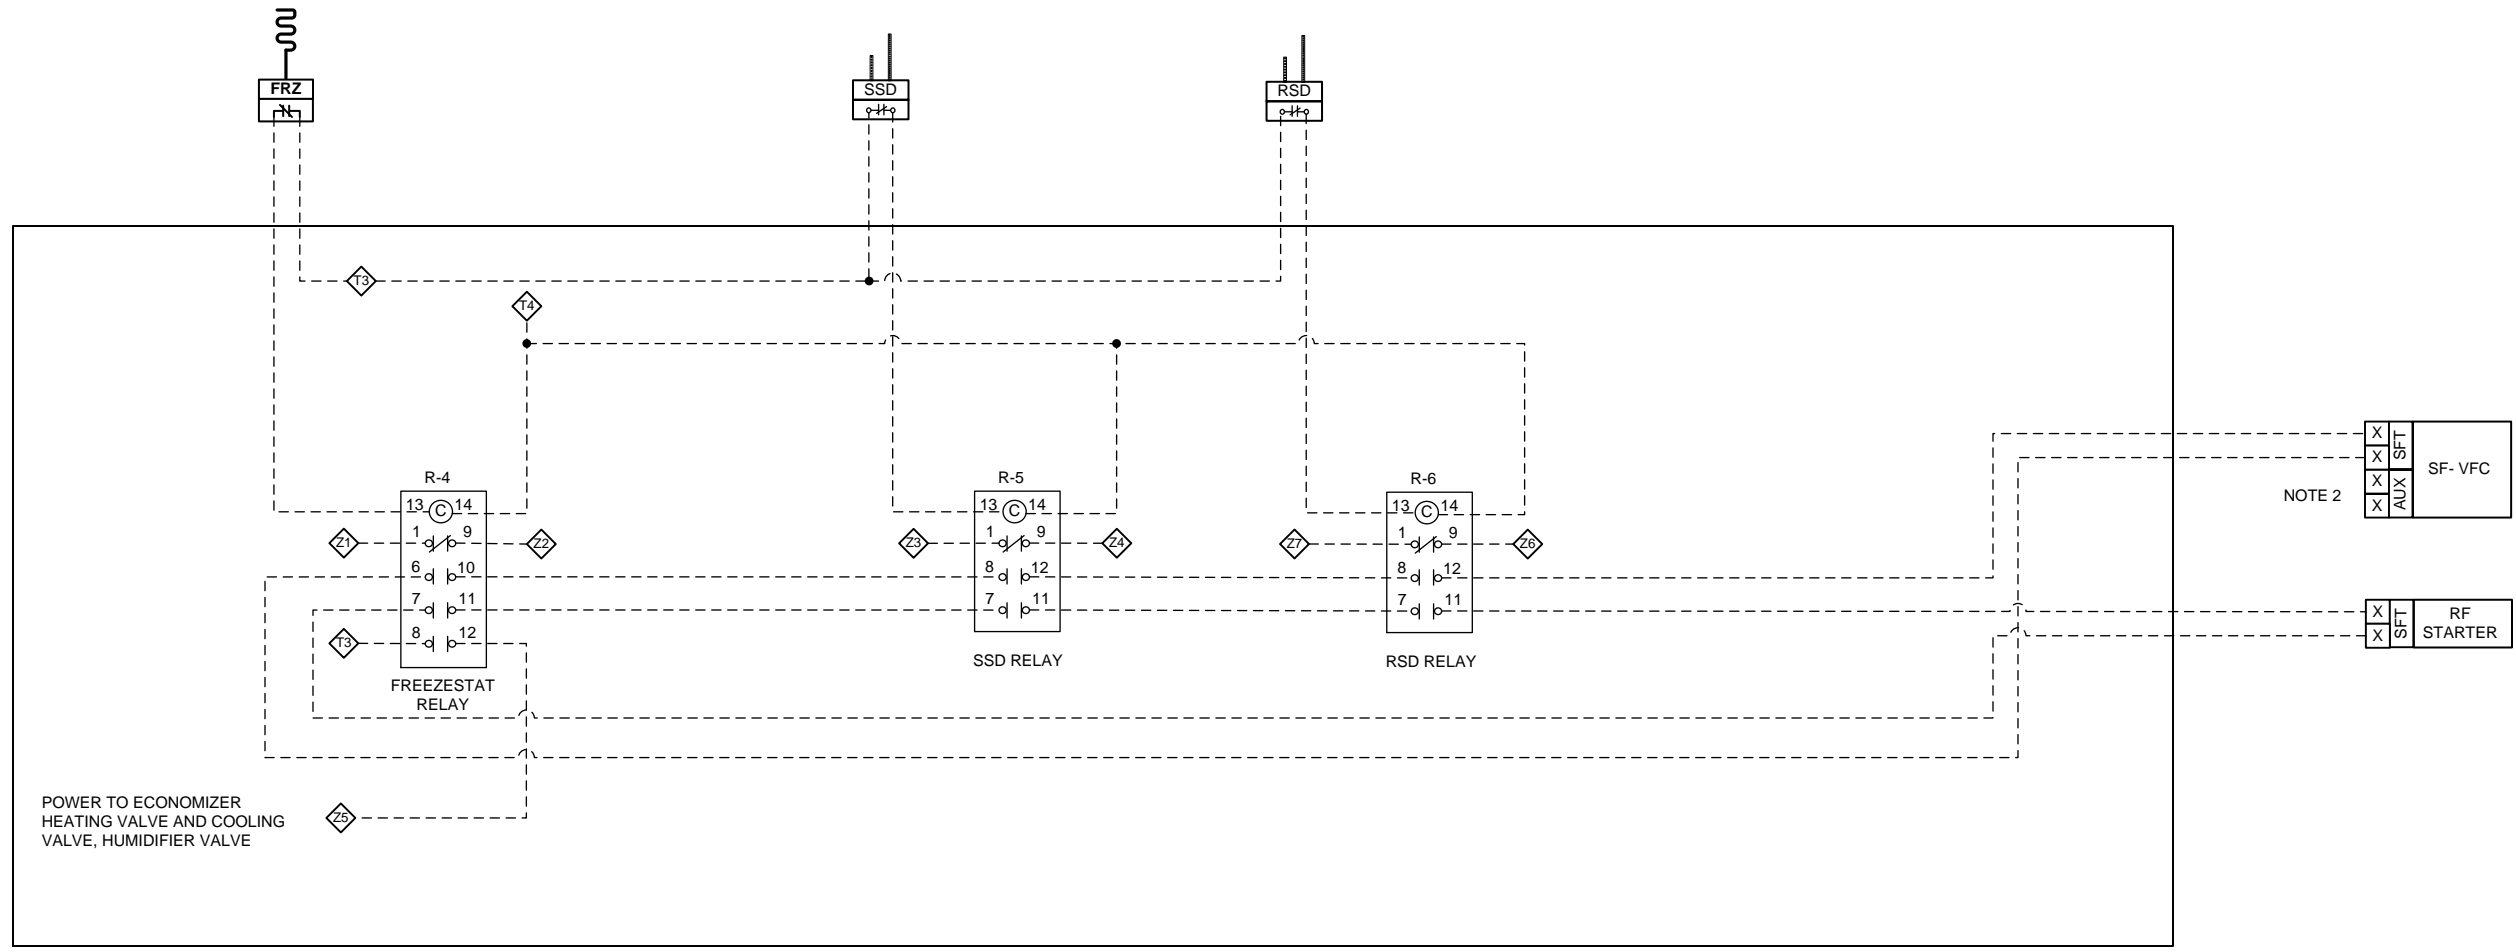 FRZ
SSD
RSD
T3
T4
R-4
R-5
R-6
13 C 14
13 C 14
13 C 14
Z1 1 9 Z2
Z3 1 9 Z4
Z7 1 9 Z6
6 10
8 12
8 12
7 11
7 11
7 11
T3 8 12
FREEZESTAT
RELAY
SSD RELAY
RSD RELAY
NOTE 2
X
X
X
X
SFT
AUX
SF- VFC
X
X
SFT
RF
STARTER
POWER TO ECONOMIZER
HEATING VALVE AND COOLING
VALVE, HUMIDIFIER VALVE
Z5